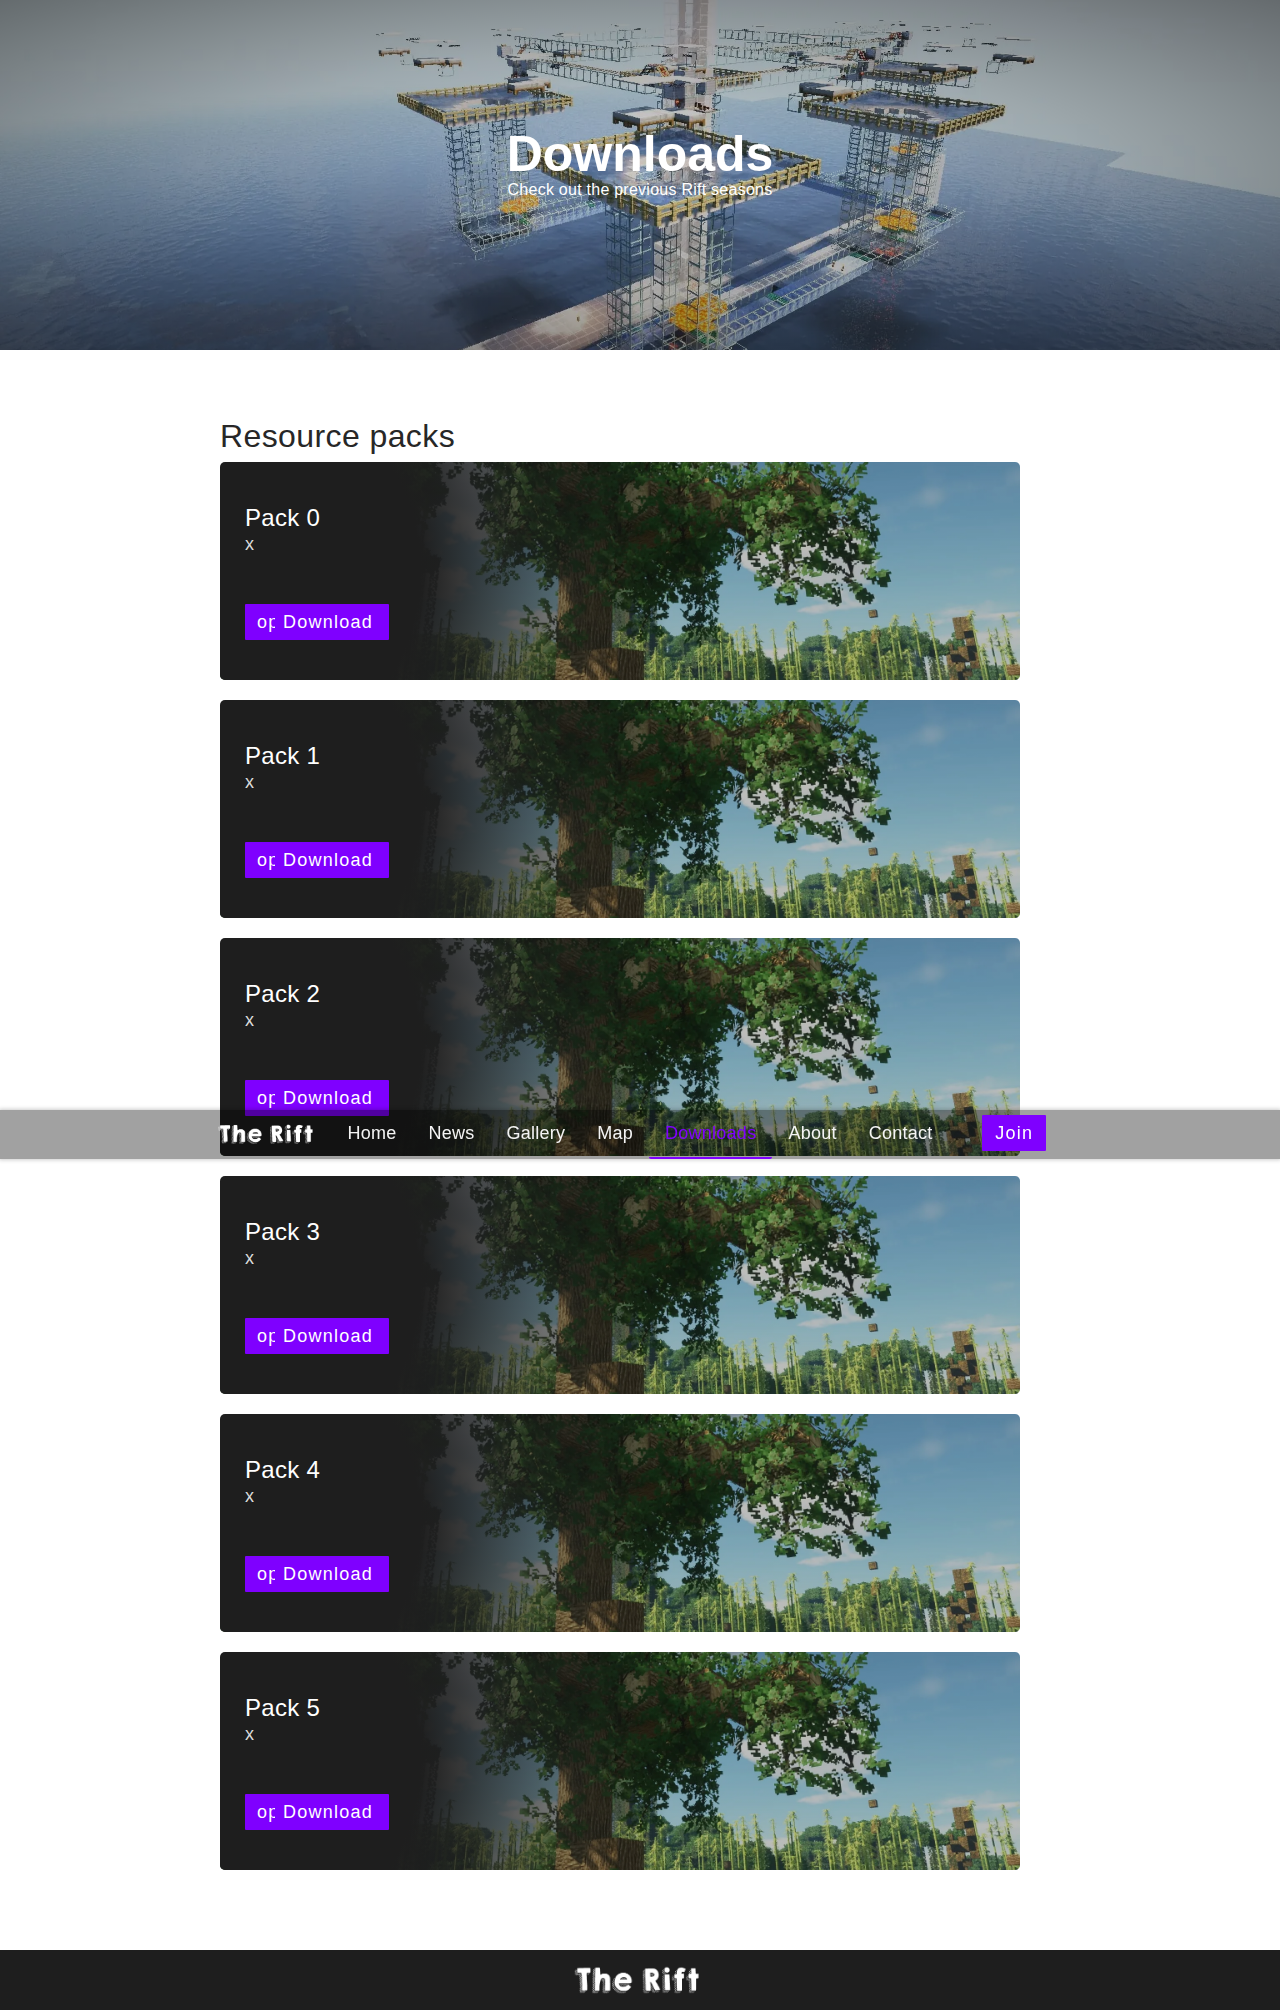 Downloads
Check out the previous Rift seasons
Resource packs
Pack 0
x
op Download
Pack 1
x
op Download
Pack 2
x
op Download
The Rift Home News Gallery Map Downloads About Contact Join
Pack 3
x
op Download
Pack 4
x
op Download
Pack 5
x
op Download
The Rift